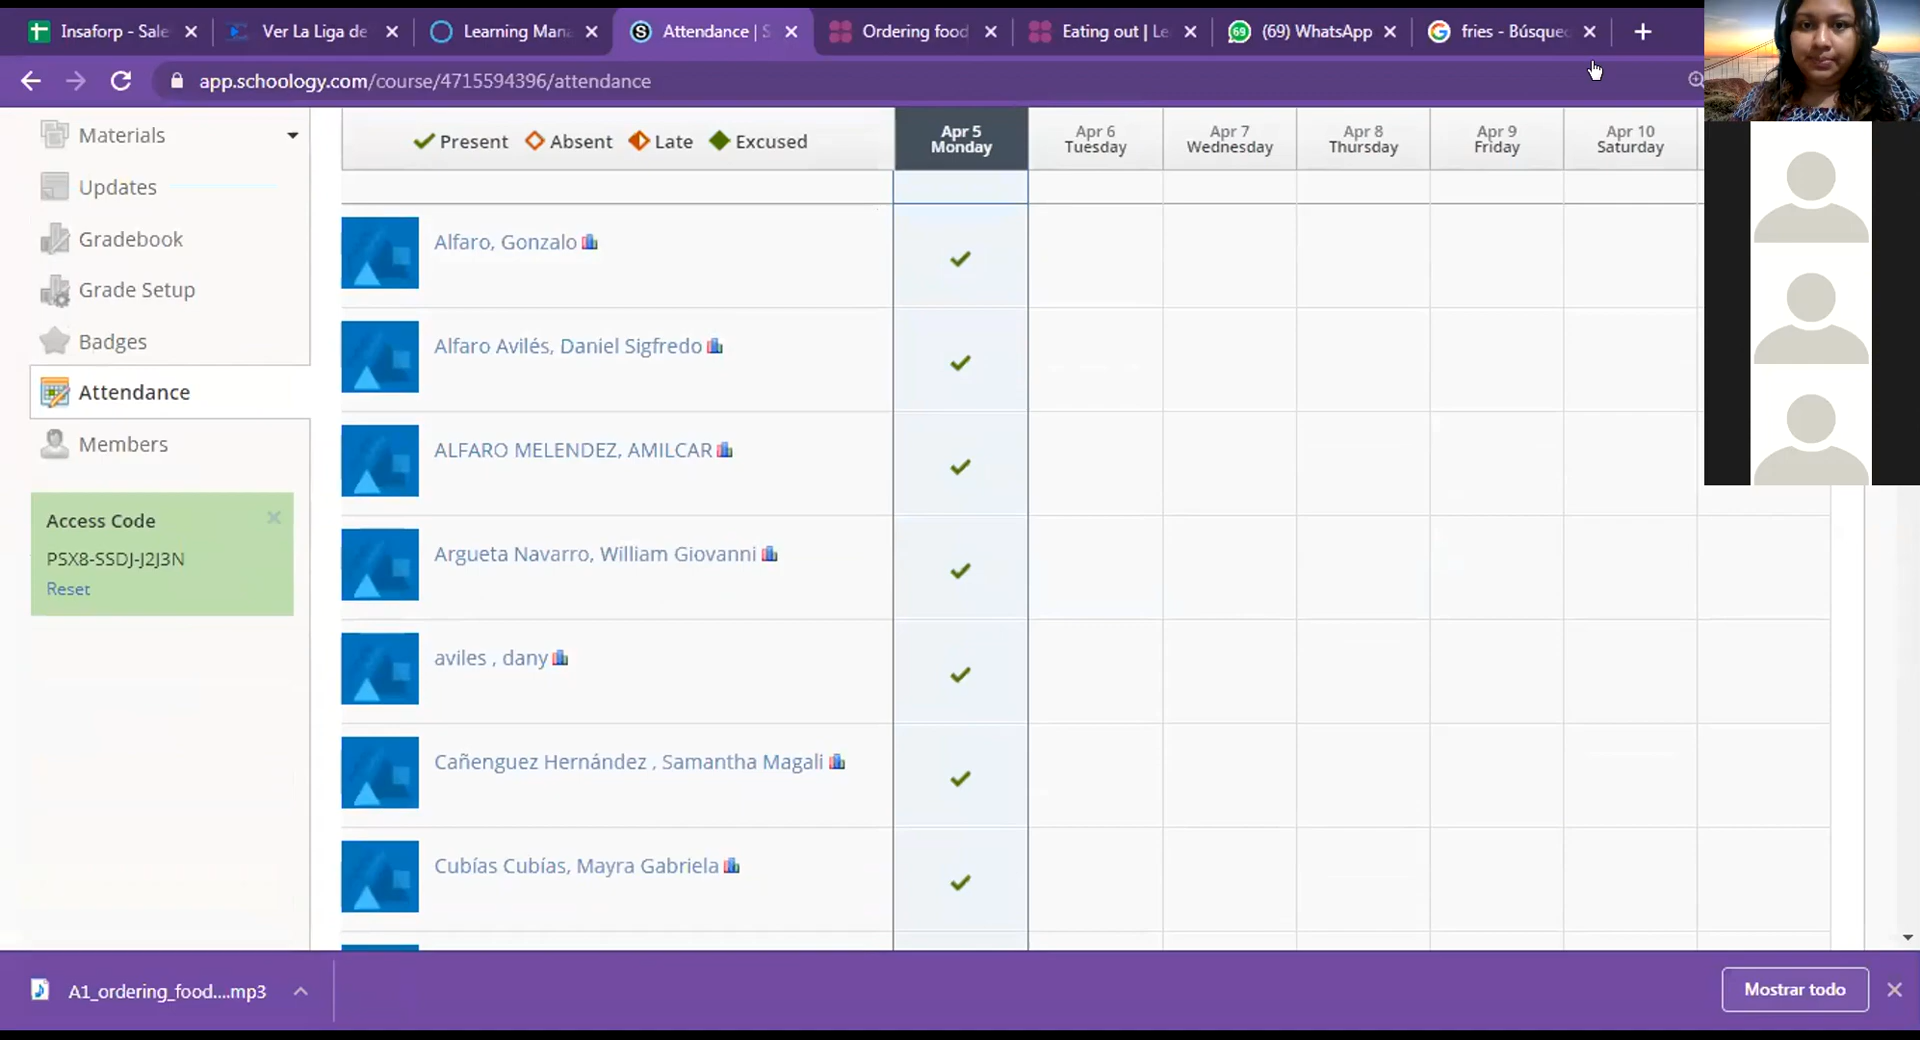 Insaforp - Sale
Ver La Liga de
Learning Mana
Attendance | S
Ordering food
Eating out | Le
69
(69) WhatsApp
fries - Búsqued
app.schoology.com/course/4715594396/attendance
Materials
Updates
Gradebook
Grade Setup
Badges
Attendance
Members
Access Code
PSX8-SSDJ-J2J3N
Reset
Present Absent Late Excused
Apr 5
Monday
Apr 6
Tuesday
Apr 7
Wednesday
Apr 8
Thursday
Apr 9
Friday
Apr 10
Saturday
Alfaro, Gonzalo
Alfaro Avilés, Daniel Sigfredo
ALFARO MELENDEZ, AMILCAR
Argueta Navarro, William Giovanni
aviles , dany
Cañenguez Hernández , Samantha Magali
Cubías Cubías, Mayra Gabriela
A1_ordering_food....mp3
Mostrar todo